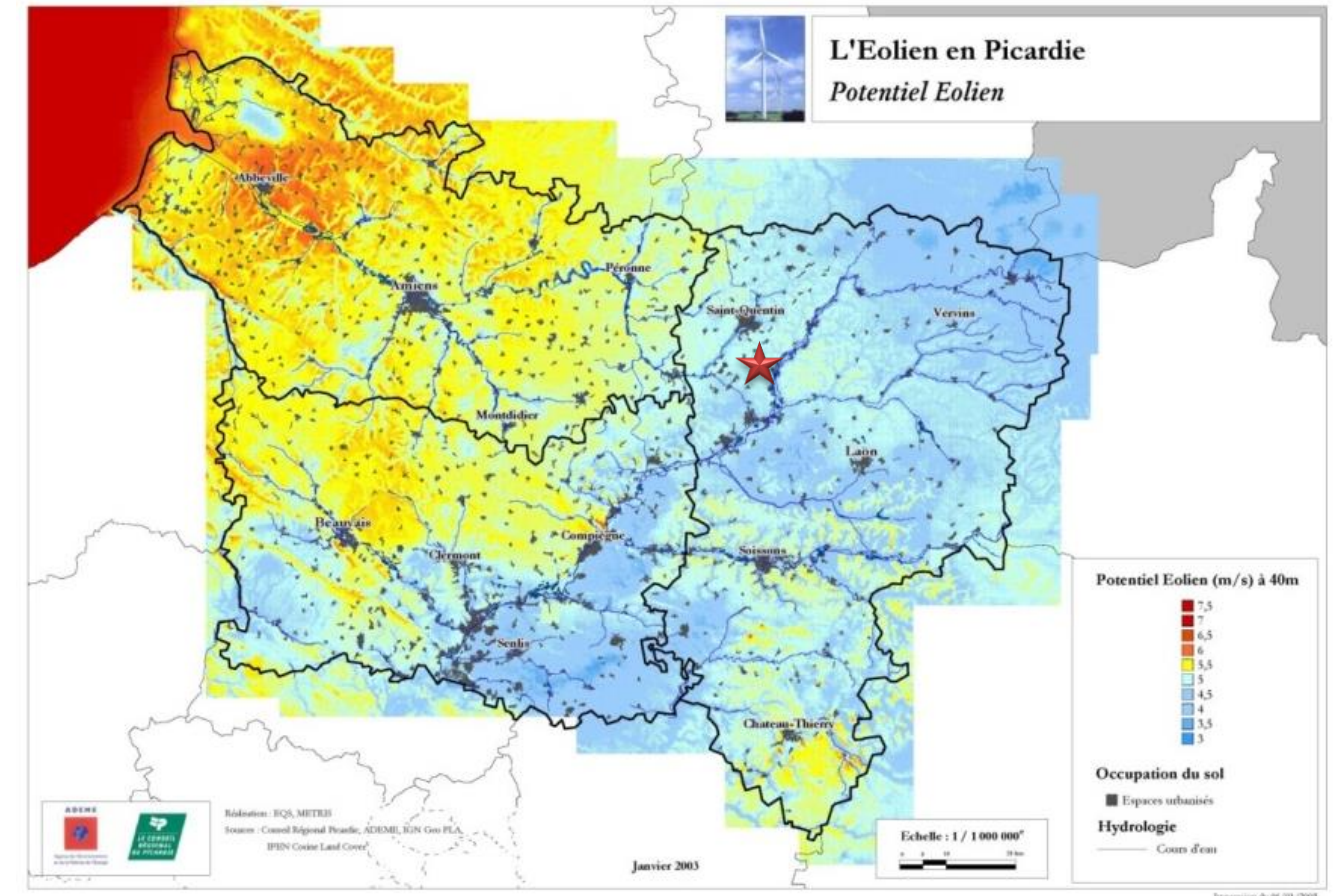 L'Eolien en Picardie
Potentiel Eolien
Abbeville
Amiens
Péronne
Saint-Quentin
Vervins
Montdidier
Laon
Beauvais
Clermont
Compiègne
Soissons
Senlis
Chateau-Thierry
Potentiel Eolien (m/s) à 40m
7,5
7
6,5
6
5,5
5
4,5
4
3,5
3
Occupation du sol
Espaces urbanisés
Hydrologie
Cours d'eau
ADEME
LE CONSEIL
RÉGIONAL
DE PICARDIE
Réalisation : EQS, METRIS
Sources : Conseil Régional Picardie, ADEME, IGN Geo PLA,
Land Cover
Janvier 2003
Echelle : 1 / 1 000 000°